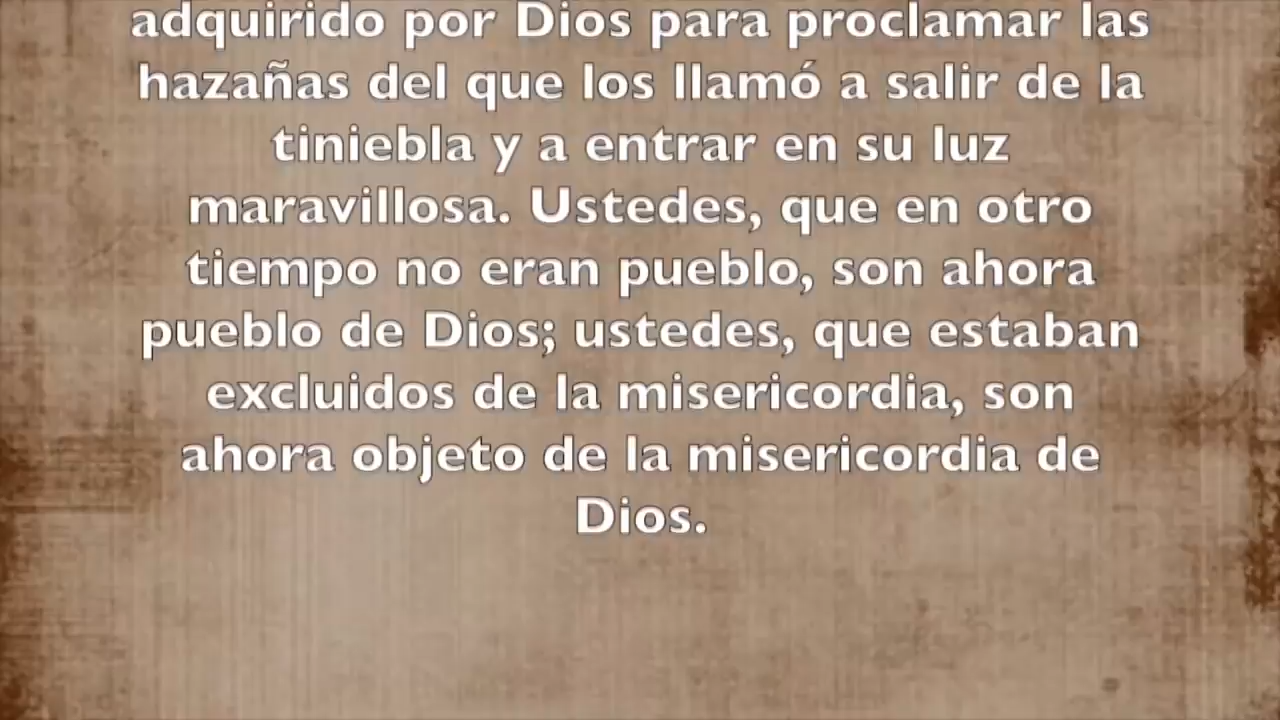 adquirido por Dios para proclamar las
hazañas del que los llamó a salir de la
tiniebla y a entrar en su luz
maravillosa. Ustedes, que en otro
tiempo no eran pueblo, son ahora
pueblo de Dios; ustedes, que estaban
excluidos de la misericordia, son
ahora objeto de la misericordia de
Dios.